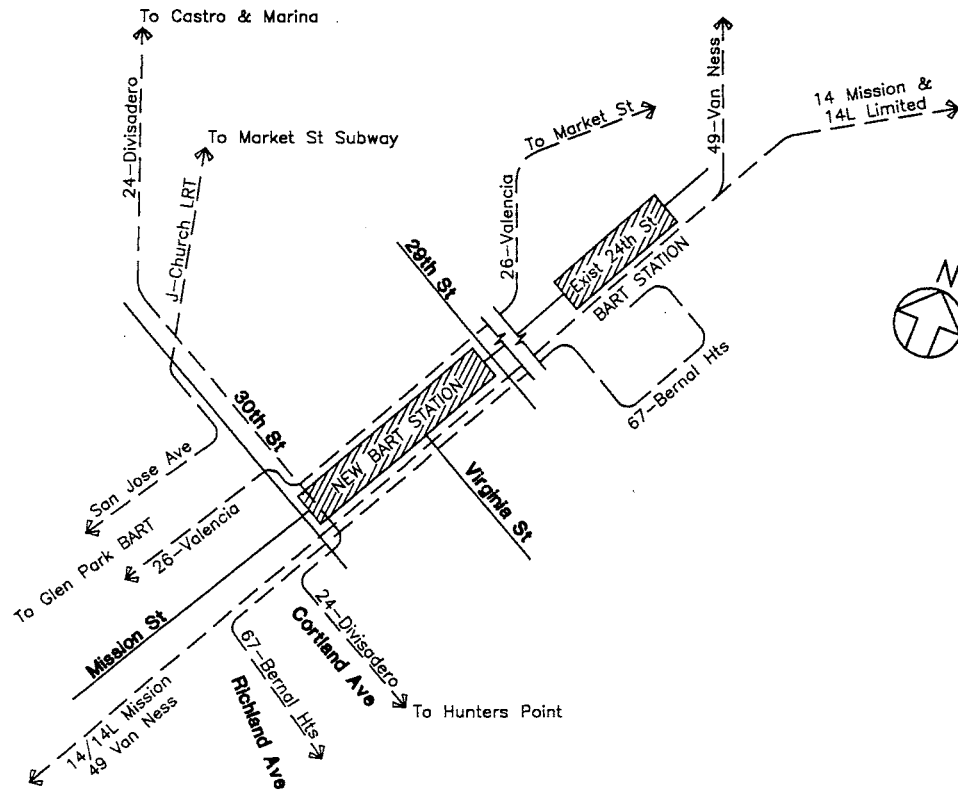 To Castro & Marina
24-Divisadero
To Market St Subway
J-Church LRT
To Market St
26-Valencia
49-Van Ness
14 Mission &
14L Limited
29th St
Exist 24th St
BART STATION
N
67-Bernal Hts
30th St
NEW BART STATION
Virginia St
San Jose Ave
To Glen Park BART
26-Valencia
Mission St
24-Divisadero
Cortland Ave
67-Bernal Hts
Richland Ave
To Hunters Point
14/14L Mission
49 Van Ness